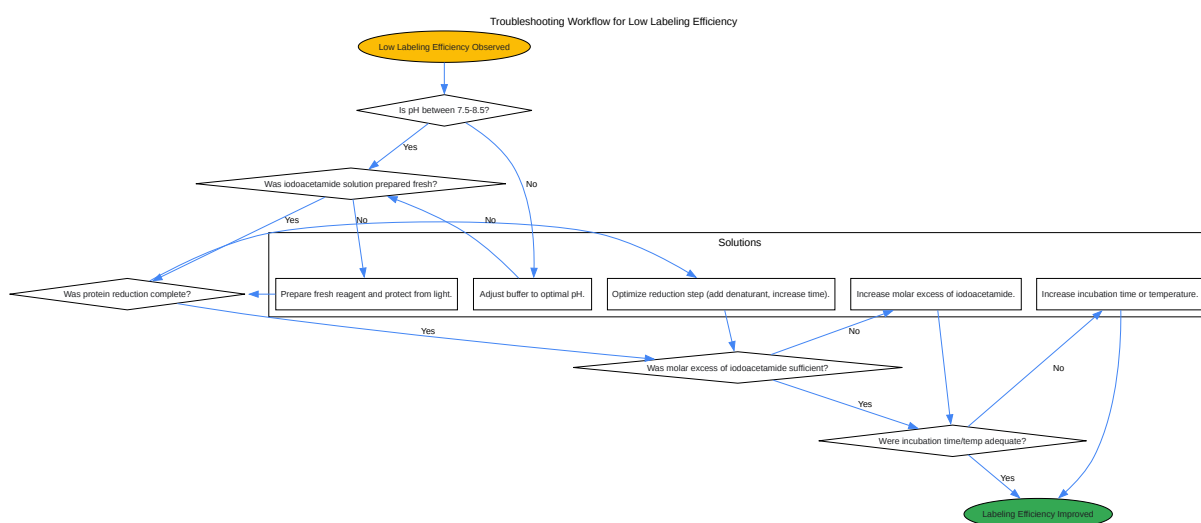 Troubleshooting Workflow for Low Labeling Efficiency
Low Labeling Efficiency Observed
Is pH between 7.5-8.5?
Yes
No
Was iodoacetamide solution prepared fresh?
Yes
No
No
Solutions
Was protein reduction complete?
Prepare fresh reagent and protect from light.
Adjust buffer to optimal pH.
Optimize reduction step (add denaturant, increase time).
Increase molar excess of iodoacetamide.
Increase incubation time or temperature.
Yes
No
Was molar excess of iodoacetamide sufficient?
No
Yes
Were incubation time/temp adequate?
Yes
Labeling Efficiency Improved